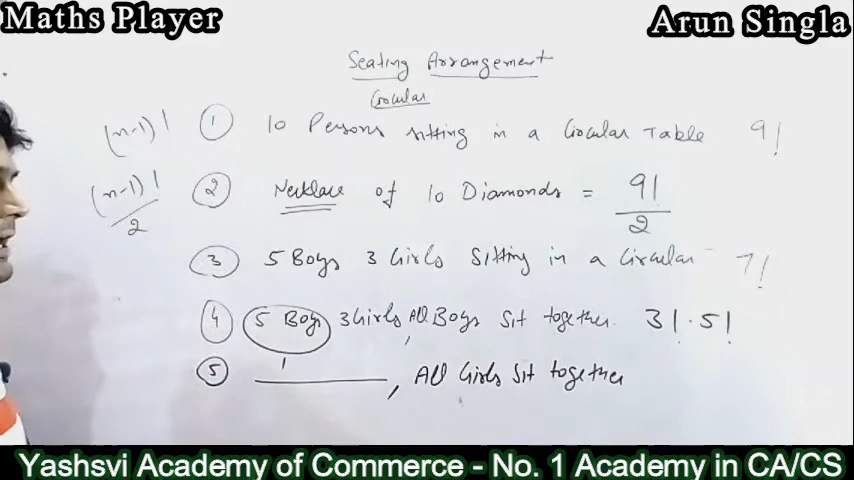 Maths Player
Arun Singla
Seating Arrangement
Circular
(n-1)! ① 10 Persons sitting in a Circular Table 9!
(n-1)!/2 ② Necklace of 10 Diamonds = 9!/2
③ 5 Boys 3 Girls Sitting in a Circular 7!
④ 5 Boys 3 Girls, All Boys Sit together. 3!·5!
1
⑤ ________, All Girls Sit together
Yashsvi Academy of Commerce - No. 1 Academy in CA/CS